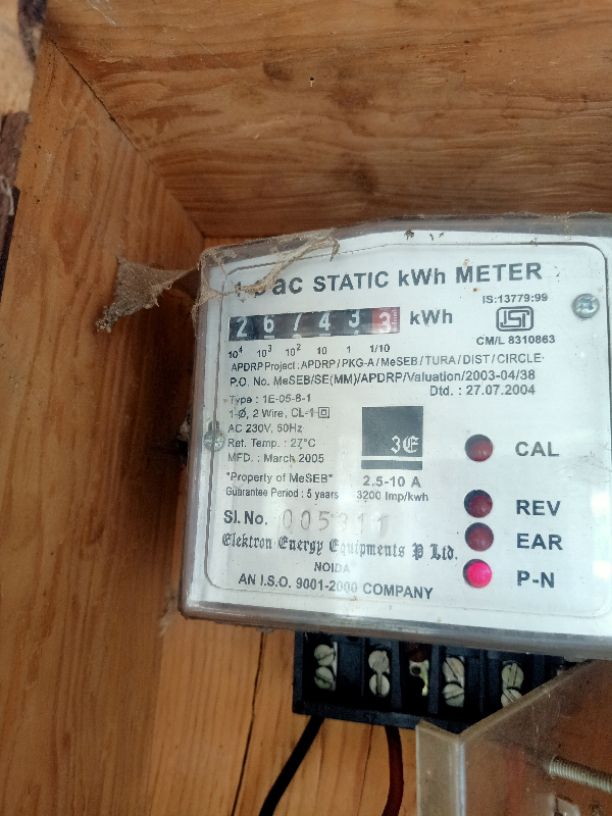 ac STATIC kWh METER
IS:13779:99
2 6 7 4 3 3 kWh
ISI
CM/L 8310863
10⁴ 10³ 10² 10 1 1/10
APDRP Project : APDRP / PKG-A / MeSEB / TURA / DIST / CIRCLE
P.O. No. MeSEB/SE(MM)/APDRP/Valuation/2003-04/38
Dtd. : 27.07.2004
Type : 1E-05-8-1
1-Ø, 2 Wire, CL-1
AC 230V, 50Hz
Ref. Temp. : 27°C
MFD. : March 2005
3E
CAL
"Property of MeSEB" 2.5-10 A
Guarantee Period : 5 years 3200 Imp/kwh
REV
Sl. No.
EAR
Elektron Energy Equipments P Ltd.
NOIDA
P-N
AN I.S.O. 9001-2000 COMPANY